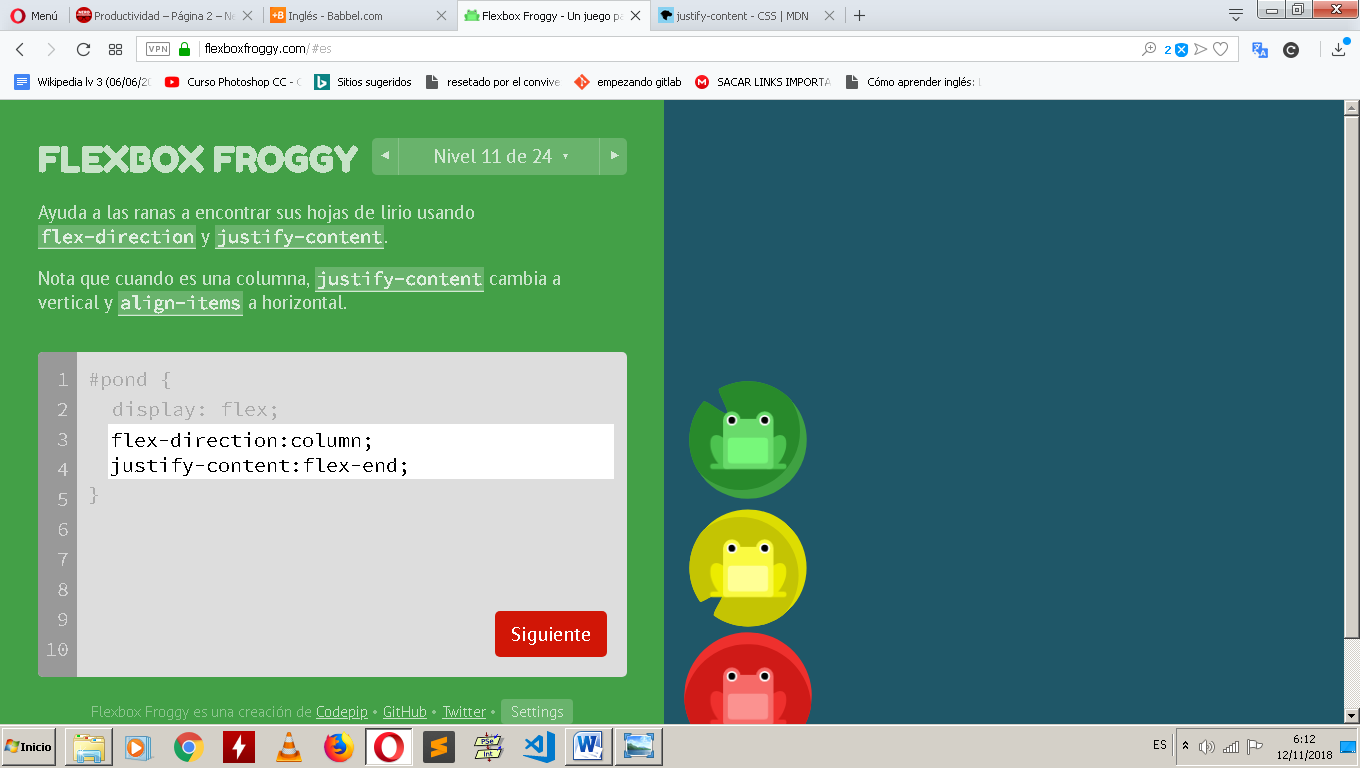 Menú
Productividad – Página 2 – Ne
Inglés - Babbel.com
Flexbox Froggy - Un juego pa
justify-content - CSS | MDN
VPN
flexboxfroggy.com/#es
2
Wikipedia lv 3 (06/06/20
Curso Photoshop CC -
Sitios sugeridos
resetado por el convive
empezando gitlab
SACAR LINKS IMPORTA
Cómo aprender inglés:
FLEXBOX FROGGY
Nivel 11 de 24
Ayuda a las ranas a encontrar sus hojas de lirio usando
flex-direction y justify-content.
Nota que cuando es una columna, justify-content cambia a
vertical y align-items a horizontal.
1 #pond {
2 display: flex;
3 flex-direction:column;
4 justify-content:flex-end;
5 }
6
7
8
9
10
Siguiente
Flexbox Froggy es una creación de Codepip • GitHub • Twitter • Settings
Inicio
ES
6:12
12/11/2018